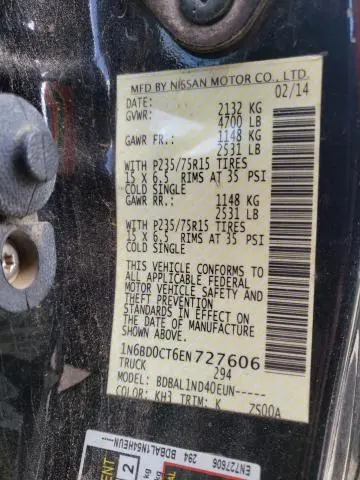 MFD BY NISSAN MOTOR CO., LTD.
DATE: 02/14
GVWR: 2132 KG
4700 LB
GAWR FR.: 1148 KG
2531 LB
WITH P235/75R15 TIRES
15 X 6.5 RIMS AT 35 PSI
COLD SINGLE
GAWR RR.: 1148 KG
2531 LB
WITH P235/75R15 TIRES
15 X 6.5 RIMS AT 35 PSI
COLD SINGLE
THIS VEHICLE CONFORMS TO
ALL APPLICABLE FEDERAL
MOTOR VEHICLE SAFETY AND
THEFT PREVENTION
STANDARDS IN EFFECT ON
THE DATE OF MANUFACTURE
SHOWN ABOVE.
1N6BD0CT6EN727606
TRUCK 294
MODEL: BDBAL1ND40EUN-----
COLOR: KH3 TRIM: K ZS00A
EN727606 294 BDBAL1N64HEUN